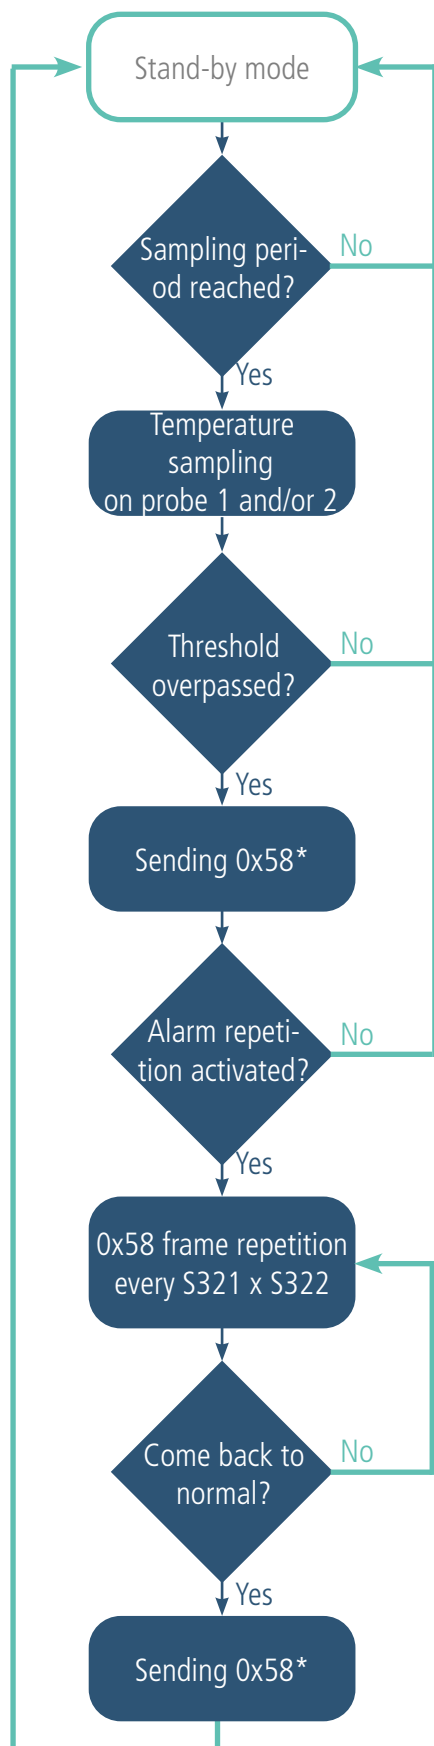 Stand-by mode
Sampling peri-
od reached?
No
Yes
Temperature
sampling
on probe 1 and/or 2
Threshold
overpassed?
No
Yes
Sending 0x58*
Alarm repeti-
tion activated?
No
Yes
0x58 frame repetition
every S321 x S322
Come back to
normal?
No
Yes
Sending 0x58*